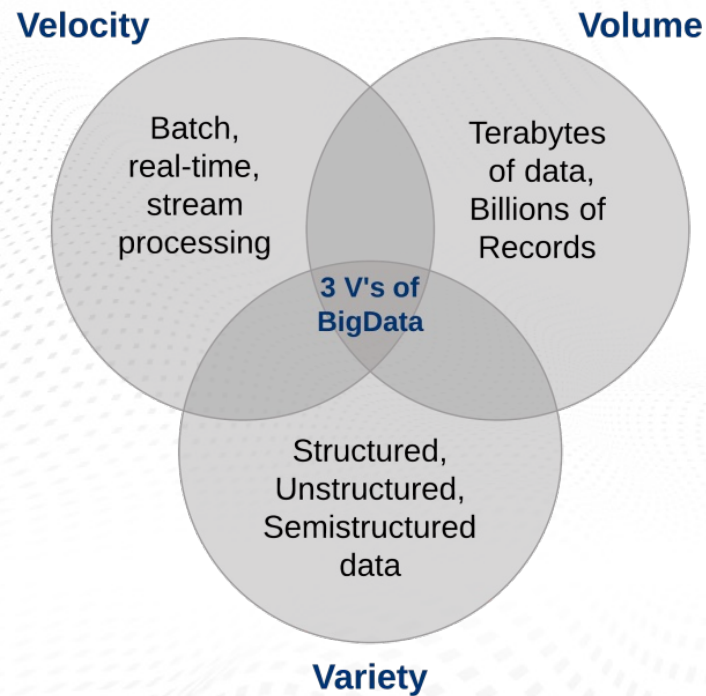 Velocity
Volume
Batch,
real-time,
stream
processing
Terabytes
of data,
Billions of
Records
3 V's of
BigData
Structured,
Unstructured,
Semistructured
data
Variety